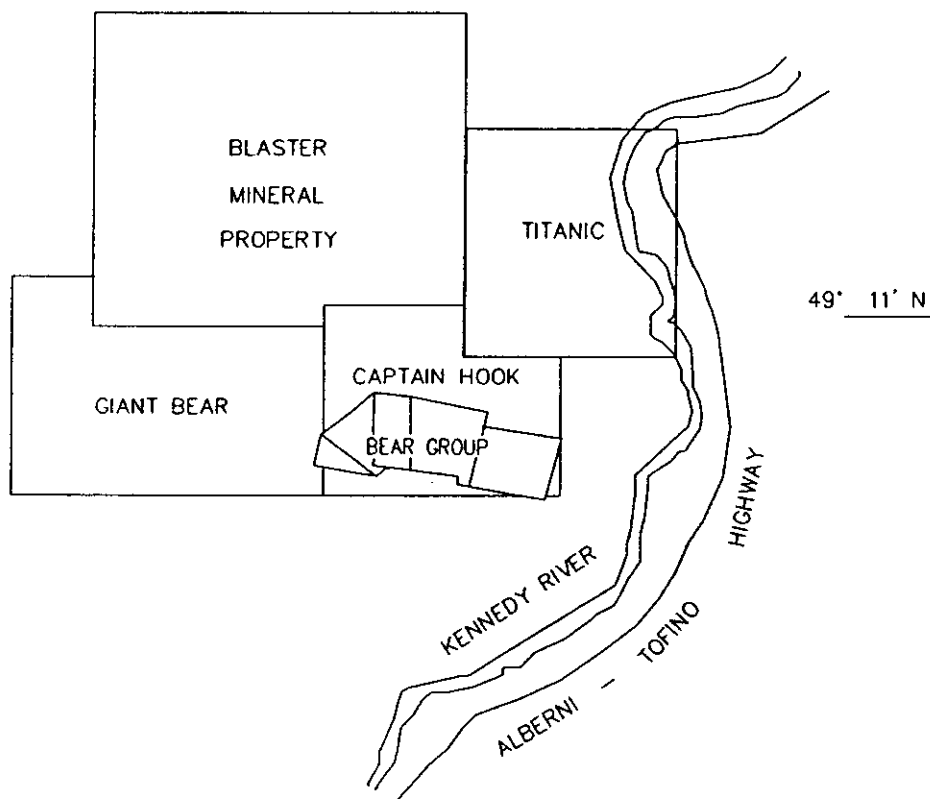 BLASTER
MINERAL
PROPERTY
TITANIC
49° 11' N
CAPTAIN HOOK
GIANT BEAR
BEAR GROUP
KENNEDY RIVER
ALBERNI - TOFINO HIGHWAY